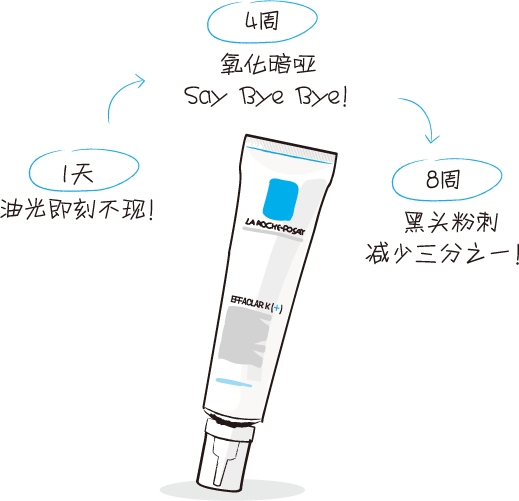 4周
氧化暗哑
Say Bye Bye!
1天
油光即刻不现!
8周
黑头粉刺
减少三分之一!
LA ROCHE-POSAY
EFFACLAR K(+)